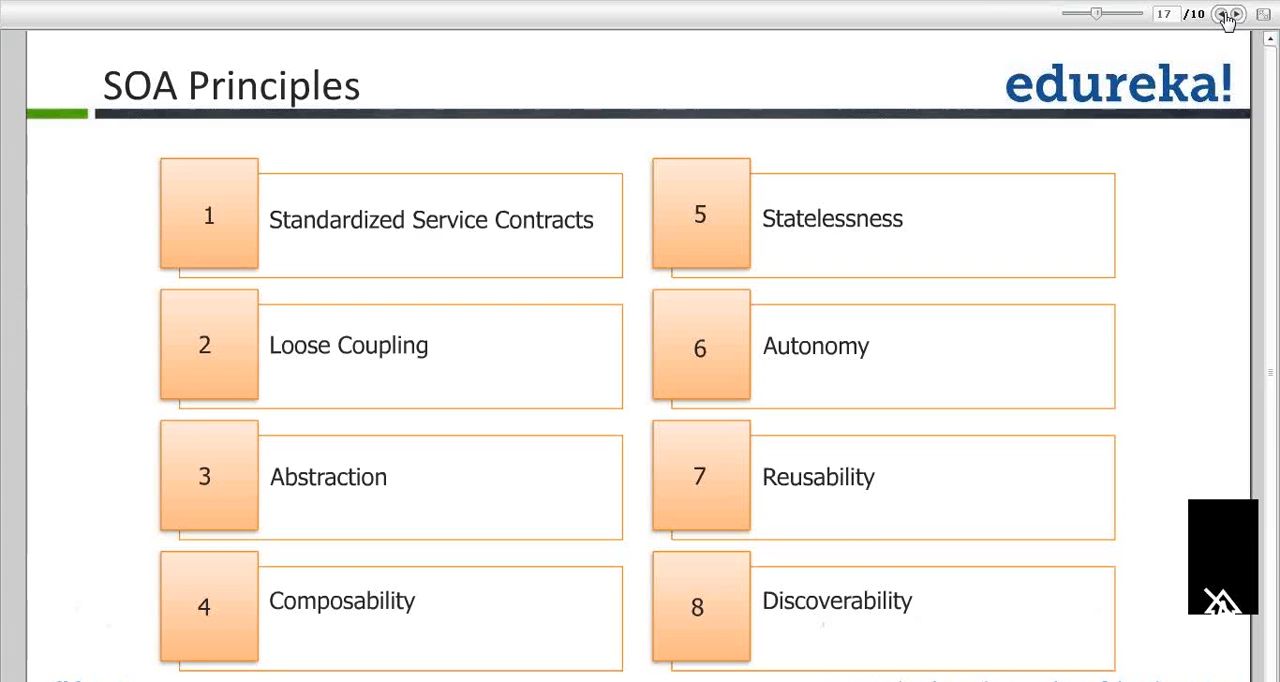 17 /10
SOA Principles
edureka!
1 Standardized Service Contracts
2 Loose Coupling
3 Abstraction
4 Composability
5 Statelessness
6 Autonomy
7 Reusability
8 Discoverability